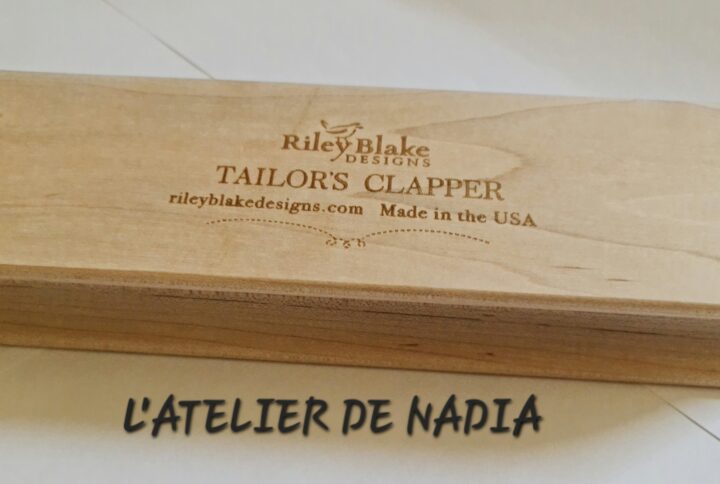 Riley Blake
DESIGNS
TAILOR'S CLAPPER
rileyblakedesigns.com Made in the USA
L'ATELIER DE NADIA